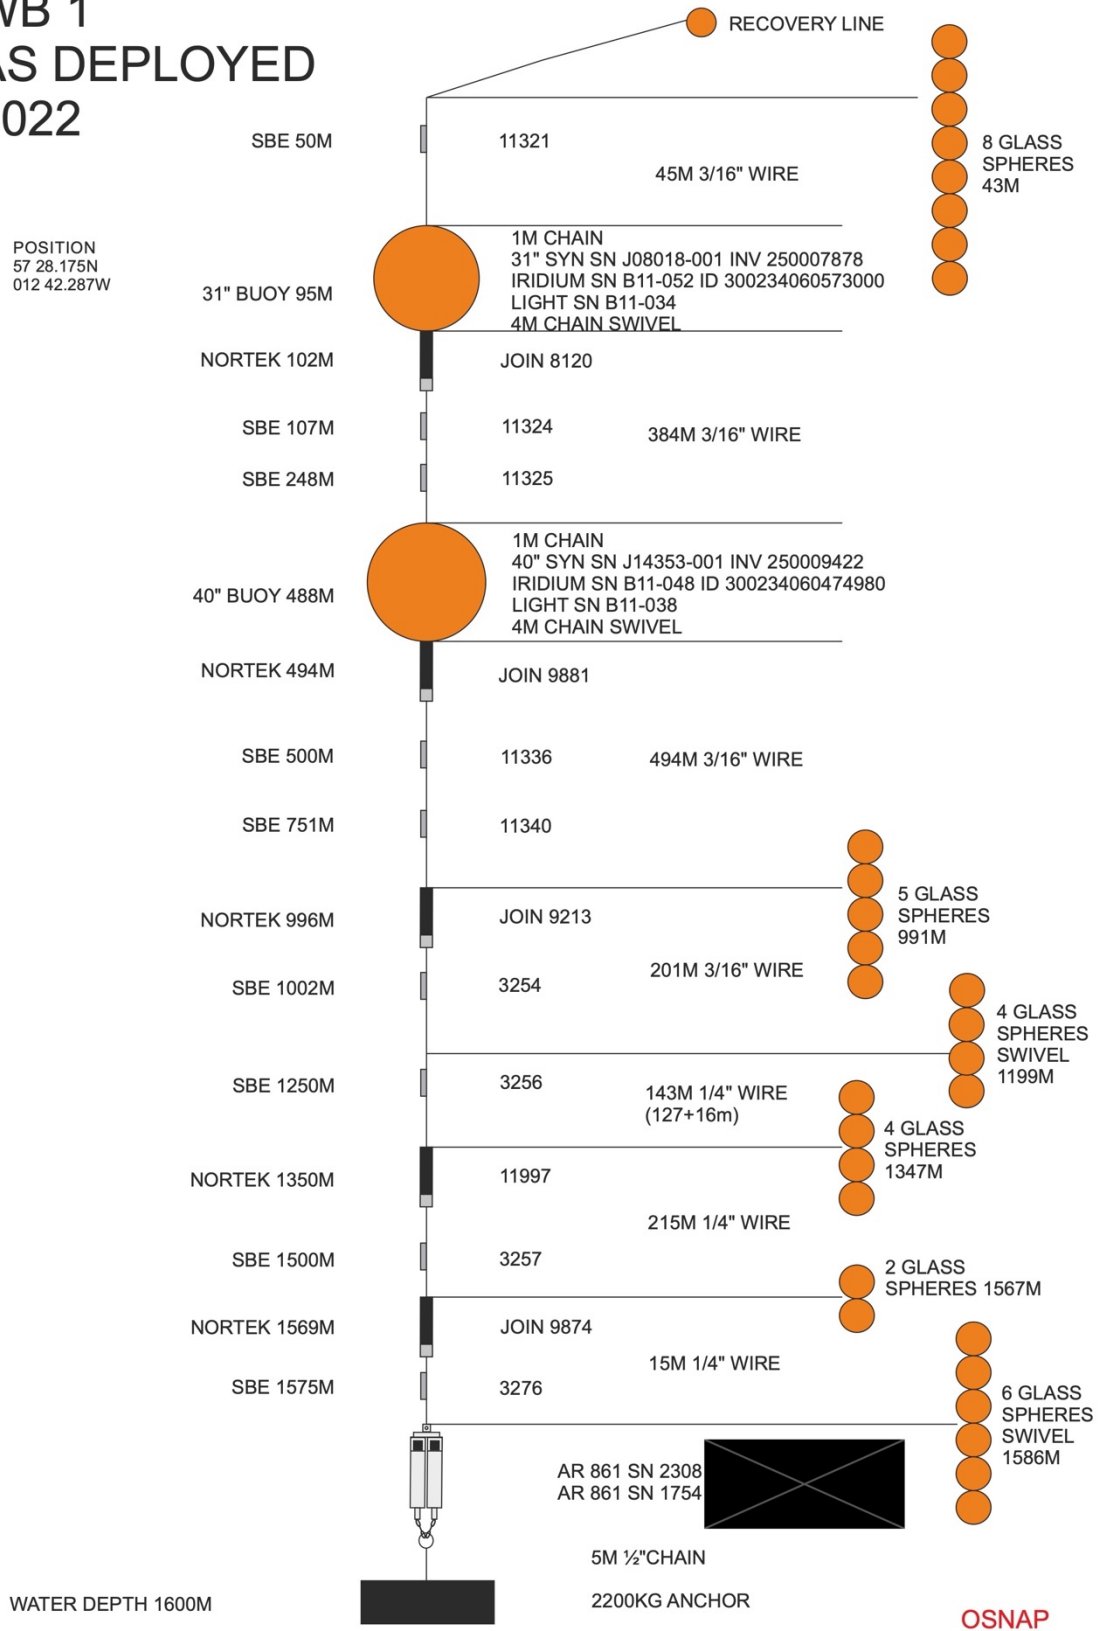 WB 1
AS DEPLOYED
022
RECOVERY LINE
SBE 50M
11321
45M 3/16" WIRE
8 GLASS
SPHERES
43M
POSITION
57 28.175N
012 42.287W
31" BUOY 95M
1M CHAIN
31" SYN SN J08018-001 INV 250007878
IRIDIUM SN B11-052 ID 300234060573000
LIGHT SN B11-034
4M CHAIN SWIVEL
NORTEK 102M
JOIN 8120
SBE 107M
11324
384M 3/16" WIRE
SBE 248M
11325
40" BUOY 488M
1M CHAIN
40" SYN SN J14353-001 INV 250009422
IRIDIUM SN B11-048 ID 300234060474980
LIGHT SN B11-038
4M CHAIN SWIVEL
NORTEK 494M
JOIN 9881
SBE 500M
11336
494M 3/16" WIRE
SBE 751M
11340
5 GLASS
SPHERES
991M
NORTEK 996M
JOIN 9213
201M 3/16" WIRE
SBE 1002M
3254
4 GLASS
SPHERES
SWIVEL
1199M
SBE 1250M
3256
143M 1/4" WIRE
(127+16m)
4 GLASS
SPHERES
1347M
NORTEK 1350M
11997
215M 1/4" WIRE
SBE 1500M
3257
2 GLASS
SPHERES 1567M
NORTEK 1569M
JOIN 9874
15M 1/4" WIRE
SBE 1575M
3276
6 GLASS
SPHERES
SWIVEL
1586M
AR 861 SN 2308
AR 861 SN 1754
5M ½"CHAIN
WATER DEPTH 1600M
2200KG ANCHOR
OSNAP